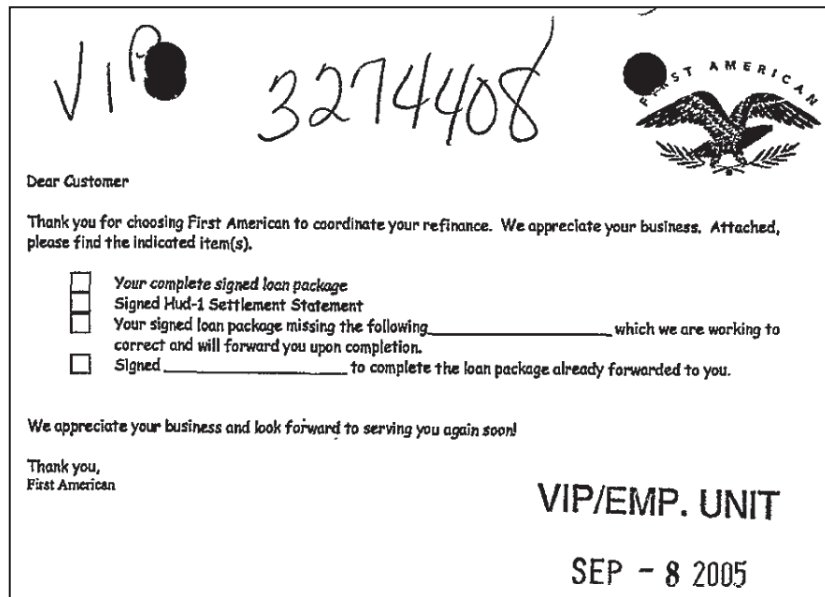 VIP
3274408
FIRST AMERICAN
Dear Customer
Thank you for choosing First American to coordinate your refinance. We appreciate your business. Attached,
please find the indicated item(s).
Your complete signed loan package
Signed Hud-1 Settlement Statement
Your signed loan package missing the following____________________which we are working to
correct and will forward you upon completion.
Signed____________________to complete the loan package already forwarded to you.
We appreciate your business and look forward to serving you again soon!
Thank you,
First American
VIP/EMP. UNIT
SEP - 8 2005